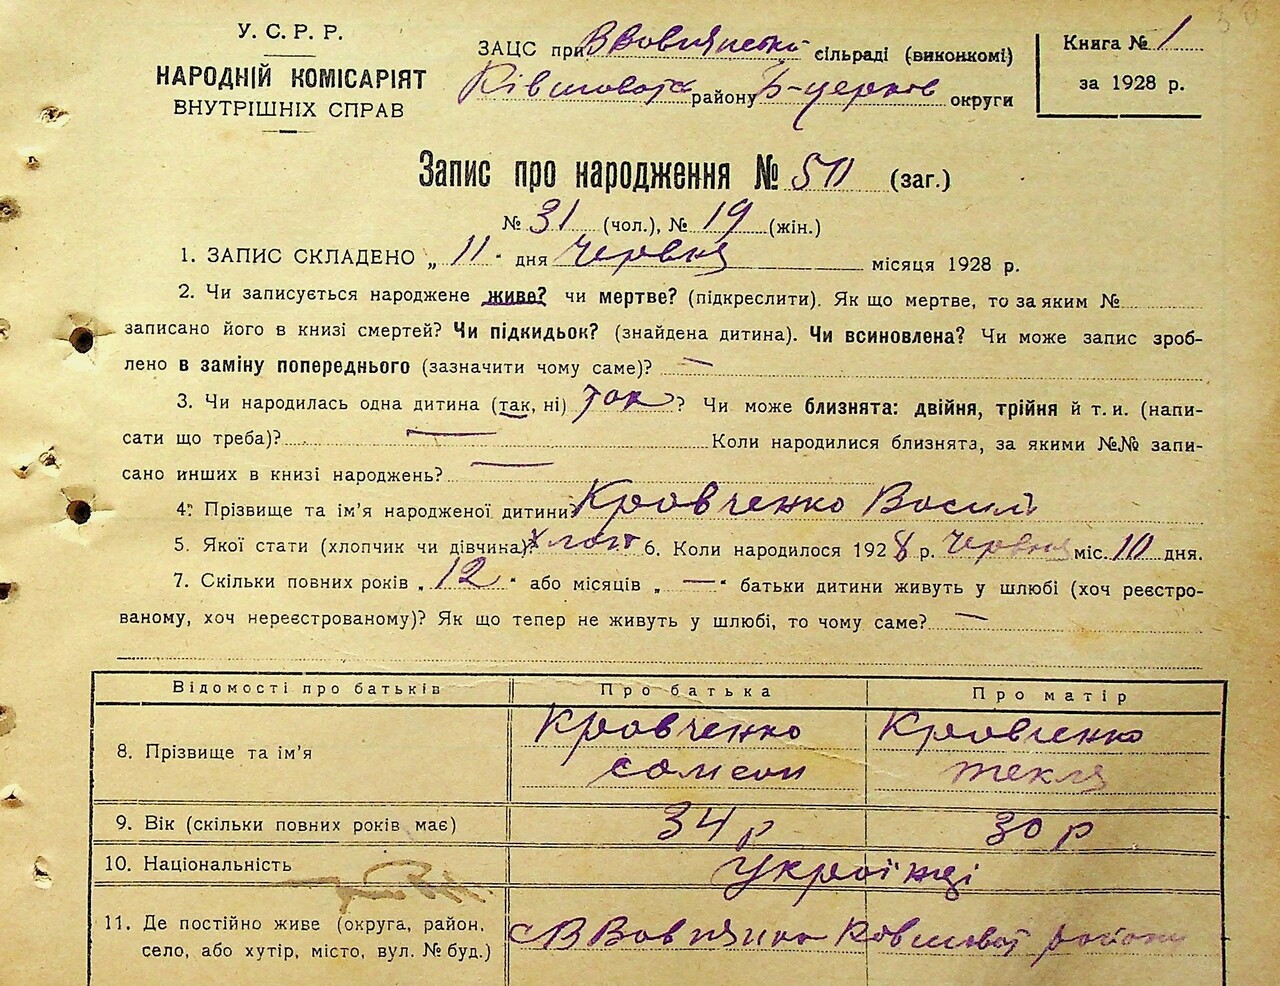 У. С. Р. Р.
НАРОДНІЙ КОМІСАРІЯТ
ВНУТРІШНІХ СПРАВ
ЗАЦС при сільраді (виконкомі)
району Б-церков округи
Книга № 1
за 1928 р.
Запис про народження № 50 (заг.)
№ 31 (чол.), № 19 (жін.)
1. ЗАПИС СКЛАДЕНО „ 11 “ дня Червня місяця 1928 р.
2. Чи записується народжене живе? чи мертве? (підкреслити). Як що мертве, то за яким №
записано його в книзі смертей? Чи підкидьок? (знайдена дитина). Чи всиновлена? Чи може запис зроб-
лено в заміну попереднього (зазначити чому саме)? —
3. Чи народилась одна дитина (так, ні) так? Чи може близнята: двійня, трійня й т. и. (напи-
сати що треба)? — Коли народилися близнята, за якими №№ запи-
сано инших в книзі народжень? —
4. Прізвище та ім'я народженої дитини? Кравченко Василь
5. Якої стати (хлопчик чи дівчина)? хлоп 6. Коли народилося 1928 р. червня міс. 10 дня.
7. Скільки повних років „ 12 “ або місяців „ — “ батьки дитини живуть у шлюбі (хоч реєстро-
ваному, хоч нереєстрованому)? Як що тепер не живуть у шлюбі, то чому саме? —
Відомості про батьків Про батька Про матір
8. Прізвище та ім'я Кравченко Кравченко
Самсон Текля
9. Вік (скільки повних років має) 34 р 30 р
10. Національність Українці
11. Де постійно живе (округа, район,
село, або хутір, місто, вул. № буд.) с В Вовнянка району